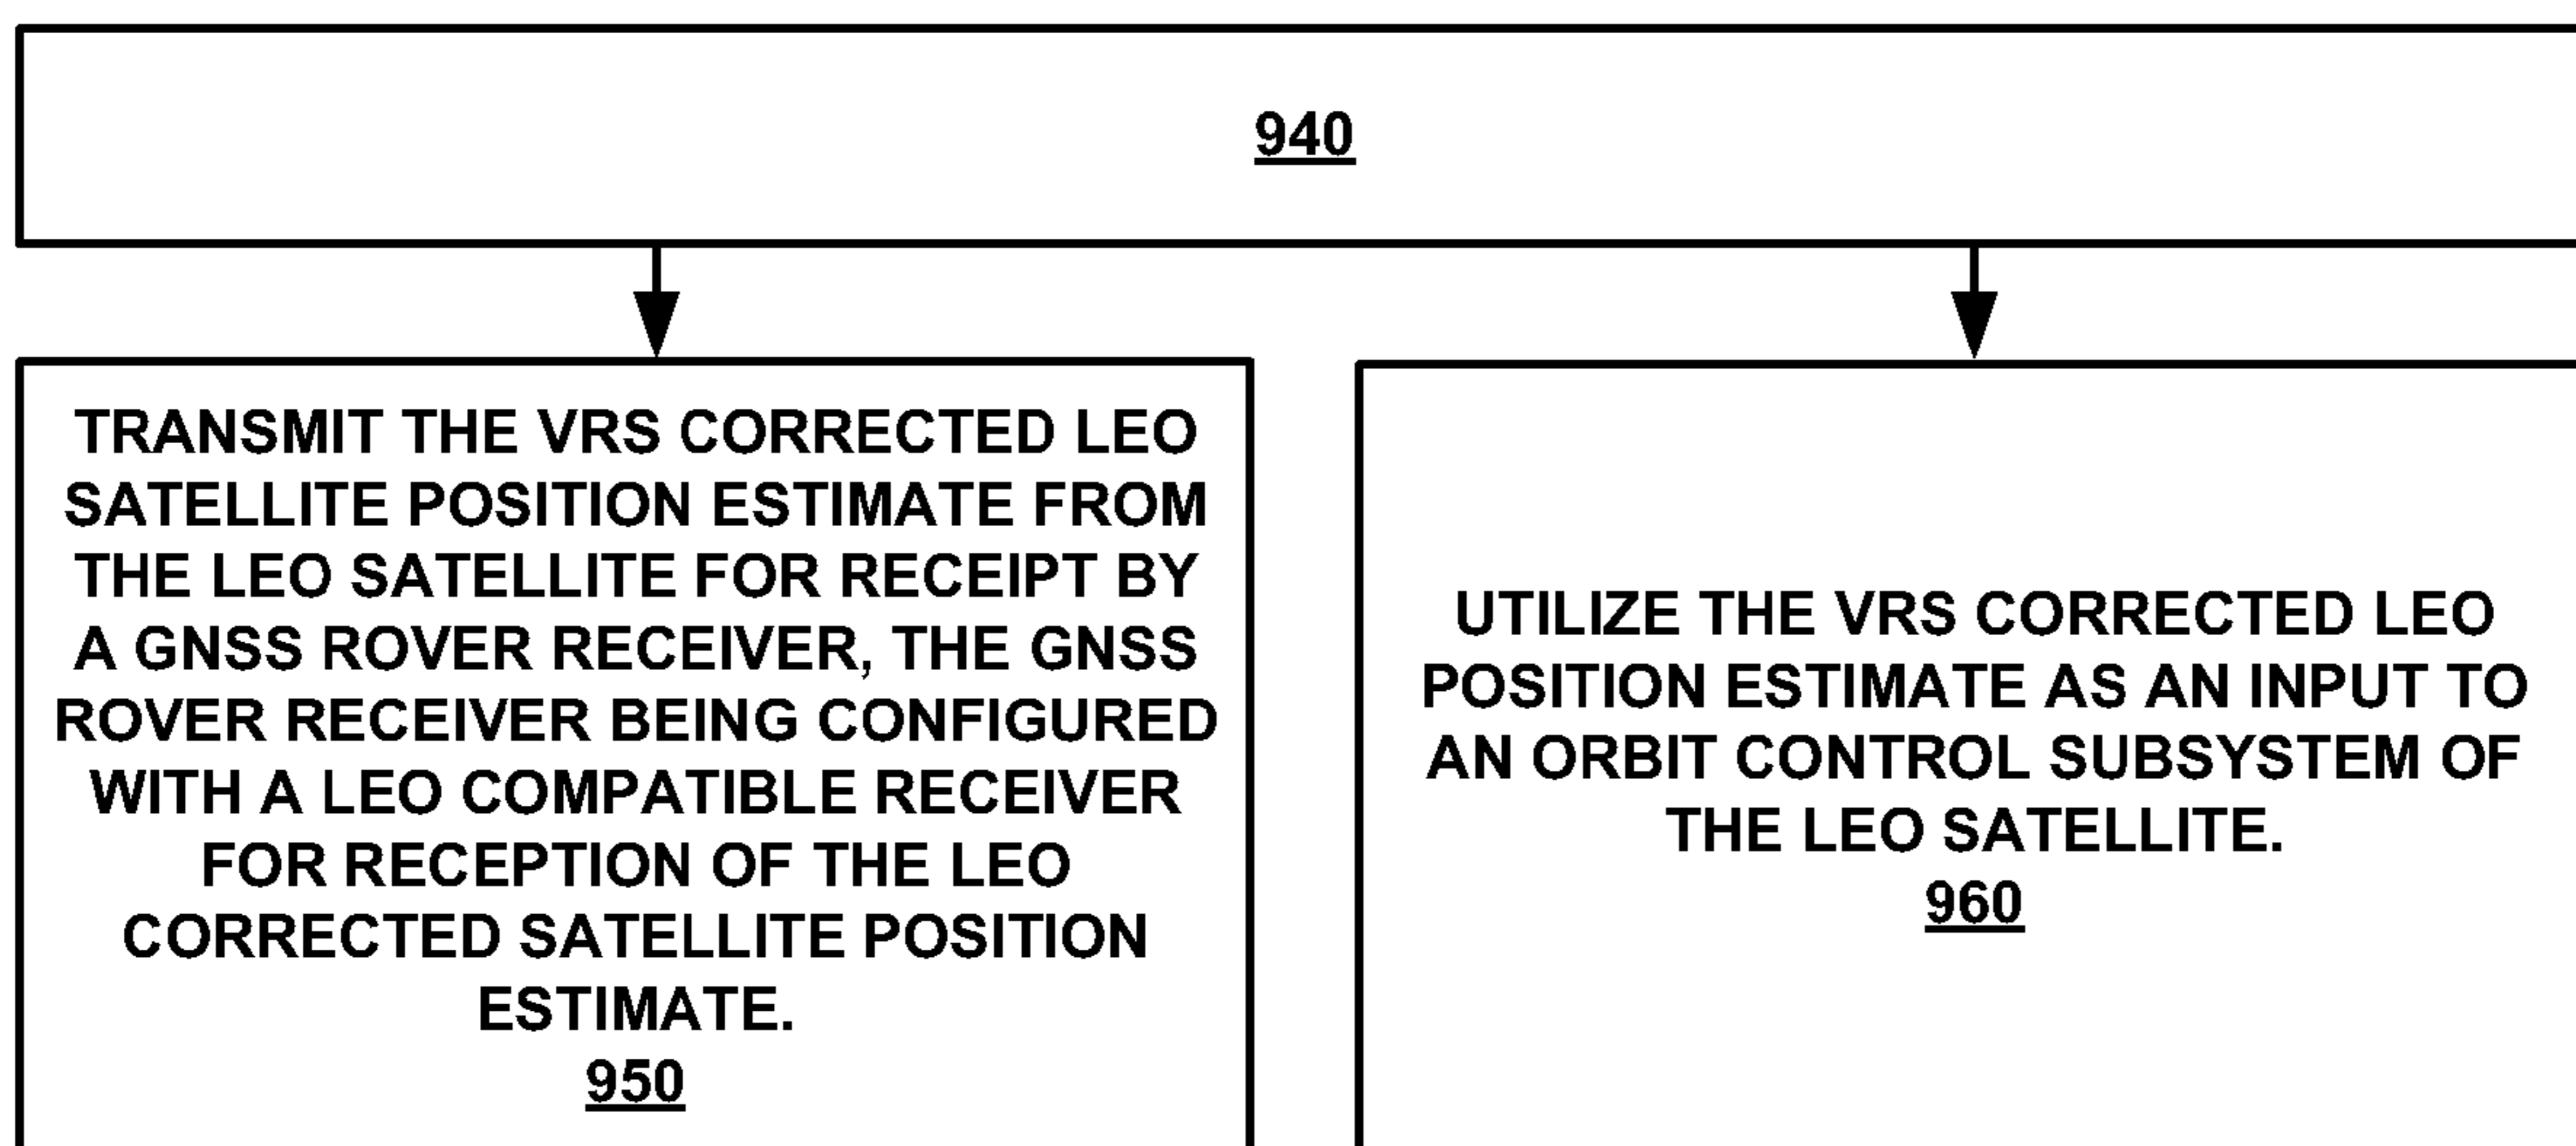 940
TRANSMIT THE VRS CORRECTED LEO
SATELLITE POSITION ESTIMATE FROM
THE LEO SATELLITE FOR RECEIPT BY
A GNSS ROVER RECEIVER, THE GNSS
ROVER RECEIVER BEING CONFIGURED
WITH A LEO COMPATIBLE RECEIVER
FOR RECEPTION OF THE LEO
CORRECTED SATELLITE POSITION
ESTIMATE.
950
UTILIZE THE VRS CORRECTED LEO
POSITION ESTIMATE AS AN INPUT TO
AN ORBIT CONTROL SUBSYSTEM OF
THE LEO SATELLITE.
960